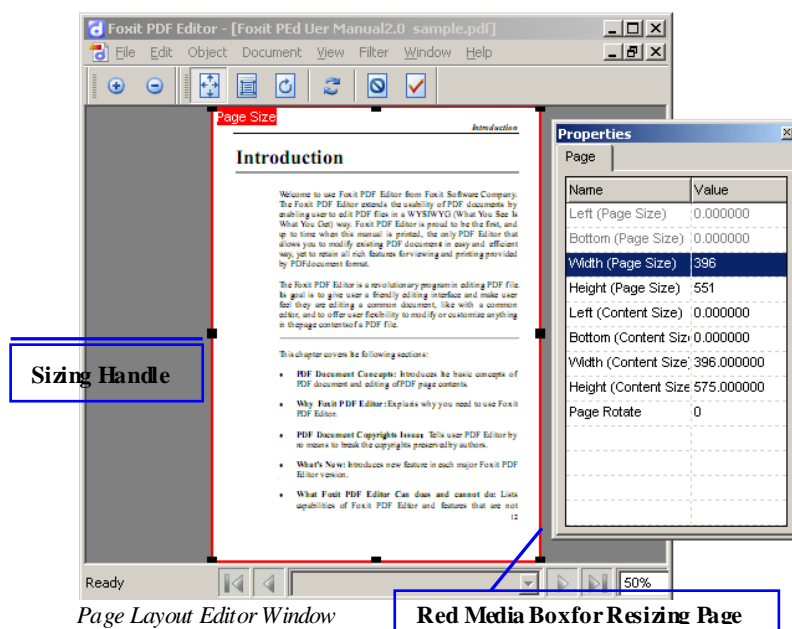 Foxit PDF Editor - [Foxit PEd Uer Manual2.0 sample.pdf]
File Edit Object Document View Filter Window Help
Page Size
Introduction
Introduction
Welcome to use Foxit PDF Editor from Foxit Software Company.
The Foxit PDF Editor extends the usability of PDF documents by
enabling user to edit PDF files in a WYSIWYG (What You See Is
What You Get) way. Foxit PDF Editor is proud to be the first, and
up to time when this manual is printed, the only PDF Editor that
allows you to modify existing PDF document in easy and efficient
way, yet to retain all rich features for viewing and printing provided
by PDF document format.
The Foxit PDF Editor is a revolutionary program in editing PDF file.
Its goal is to give user a friendly editing interface and make user
feel they are editing a common document, like with a common
editor, and to offer user flexibility to modify or customize anything
in the page contents of a PDF file.
This chapter covers he following sections:
• PDF Document Concepts: Introduces he basic concepts of
PDF document and editing of PDF page contents.
• Why Foxit PDF Editor: Explains why you need to use Foxit
PDF Editor.
• PDF Document Copyrights Issues Tells user PDF Editor by
no means to break the copyrights preserved by authors.
• What's New: Introduces new feature in each major Foxit PDF
Editor version.
• What Foxit PDF Editor Can does and cannot do: Lists
capabilities of Foxit PDF Editor and features that are not
12
Properties
Page
Name Value
Left (Page Size) 0.000000
Bottom (Page Size) 0.000000
Width (Page Size) 396
Height (Page Size) 551
Left (Content Size) 0.000000
Bottom (Content Siz 0.000000
Width (Content Size 396.000000
Height (Content Size 575.000000
Page Rotate 0
Sizing Handle
Ready 50%
Page Layout Editor Window
Red Media Box for Resizing Page